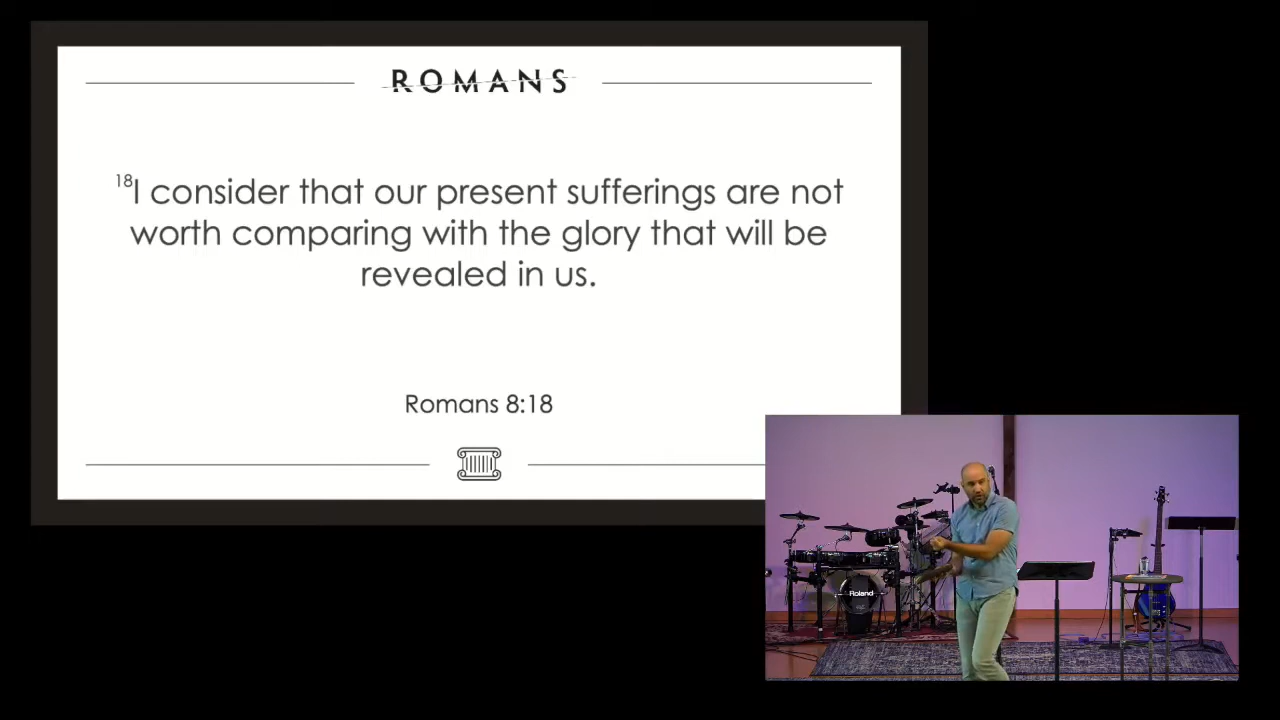 ROMANS
18I consider that our present sufferings are not
worth comparing with the glory that will be
revealed in us.
Romans 8:18
Roland